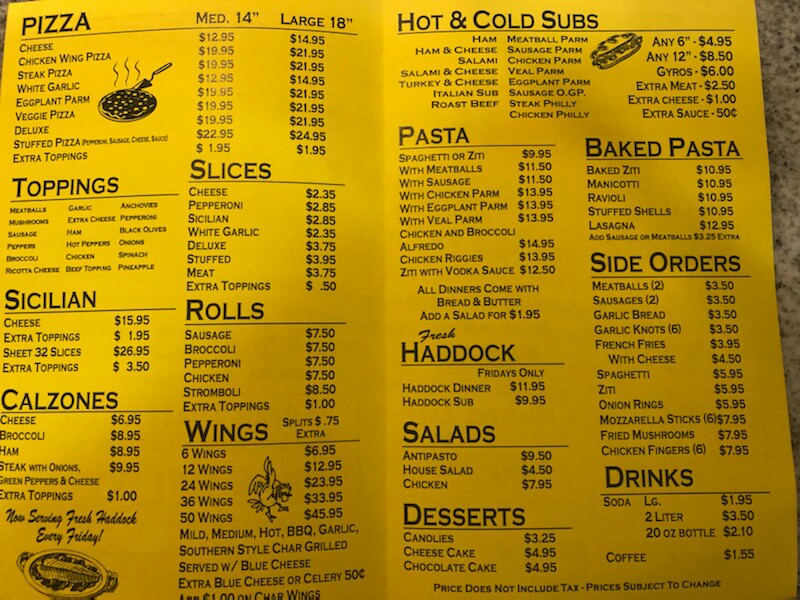 PIZZA MED. 14" LARGE 18"
CHEESE $12.95 $14.95
CHICKEN WING PIZZA $19.95 $21.95
STEAK PIZZA $19.95 $21.95
WHITE GARLIC $12.95 $14.95
EGGPLANT PARM $19.95 $21.95
VEGGIE PIZZA $19.95 $21.95
DELUXE $19.95 $21.95
STUFFED PIZZA (PEPPERONI, SAUSAGE, CHEESE, SAUCE) $22.95 $24.95
EXTRA TOPPINGS $ 1.95 $1.95
TOPPINGS
MEATBALLS GARLIC ANCHOVIES
MUSHROOMS EXTRA CHEESE PEPPERONI
SAUSAGE HAM BLACK OLIVES
PEPPERS HOT PEPPERS ONIONS
BROCCOLI CHICKEN SPINACH
RICOTTA CHEESE BEEF TOPPING PINEAPPLE
SICILIAN
CHEESE $15.95
EXTRA TOPPINGS $ 1.95
SHEET 32 SLICES $26.95
EXTRA TOPPINGS $ 3.50
CALZONES
CHEESE $6.95
BROCCOLI $8.95
HAM $8.95
STEAK WITH ONIONS, $9.95
GREEN PEPPERS & CHEESE
EXTRA TOPPINGS $1.00
Now Serving Fresh Haddock
Every Friday!
SLICES
CHEESE $2.35
PEPPERONI $2.85
SICILIAN $2.85
WHITE GARLIC $2.35
DELUXE $3.75
STUFFED $3.95
MEAT $3.75
EXTRA TOPPINGS $ .50
ROLLS
SAUSAGE $7.50
BROCCOLI $7.50
PEPPERONI $7.50
CHICKEN $7.50
STROMBOLI $8.50
EXTRA TOPPINGS $1.00
WINGS SPLITS $ .75
EXTRA
6 WINGS $6.95
12 WINGS $12.95
24 WINGS $23.95
36 WINGS $33.95
50 WINGS $45.95
MILD, MEDIUM, HOT, BBQ, GARLIC,
SOUTHERN STYLE CHAR GRILLED
SERVED W/ BLUE CHEESE
EXTRA BLUE CHEESE OR CELERY 50¢
ADD $1.00 ON CHAR WINGS
HOT & COLD SUBS
HAM MEATBALL PARM
HAM & CHEESE SAUSAGE PARM
SALAMI CHICKEN PARM
SALAMI & CHEESE VEAL PARM
TURKEY & CHEESE EGGPLANT PARM
ITALIAN SUB SAUSAGE O.G.P.
ROAST BEEF STEAK PHILLY
CHICKEN PHILLY
ANY 6" - $4.95
ANY 12" - $8.50
GYROS - $6.00
EXTRA MEAT - $2.50
EXTRA CHEESE - $1.00
EXTRA SAUCE - 50¢
PASTA
SPAGHETTI OR ZITI $9.95
WITH MEATBALLS $11.50
WITH SAUSAGE $11.50
WITH CHICKEN PARM $13.95
WITH EGGPLANT PARM $13.95
WITH VEAL PARM $13.95
CHICKEN AND BROCCOLI
ALFREDO $14.95
CHICKEN RIGGIES $13.95
ZITI WITH VODKA SAUCE $12.50
ALL DINNERS COME WITH
BREAD & BUTTER
ADD A SALAD FOR $1.95
Fresh
HADDOCK
FRIDAYS ONLY
HADDOCK DINNER $11.95
HADDOCK SUB $9.95
SALADS
ANTIPASTO $9.50
HOUSE SALAD $4.50
CHICKEN $7.95
DESSERTS
CANOLIES $3.25
CHEESE CAKE $4.95
CHOCOLATE CAKE $4.95
BAKED PASTA
BAKED ZITI $10.95
MANICOTTI $10.95
RAVIOLI $10.95
STUFFED SHELLS $10.95
LASAGNA $12.95
ADD SAUSAGE OR MEATBALLS $3.25 EXTRA
SIDE ORDERS
MEATBALLS (2) $3.50
SAUSAGES (2) $3.50
GARLIC BREAD $3.50
GARLIC KNOTS (6) $3.50
FRENCH FRIES $3.95
WITH CHEESE $4.50
SPAGHETTI $5.95
ZITI $5.95
ONION RINGS $5.95
MOZZARELLA STICKS (6) $7.95
FRIED MUSHROOMS $7.95
CHICKEN FINGERS (6) $7.95
DRINKS
SODA LG. $1.95
2 LITER $3.50
20 OZ BOTTLE $2.10
COFFEE $1.55
PRICE DOES NOT INCLUDE TAX - PRICES SUBJECT TO CHANGE